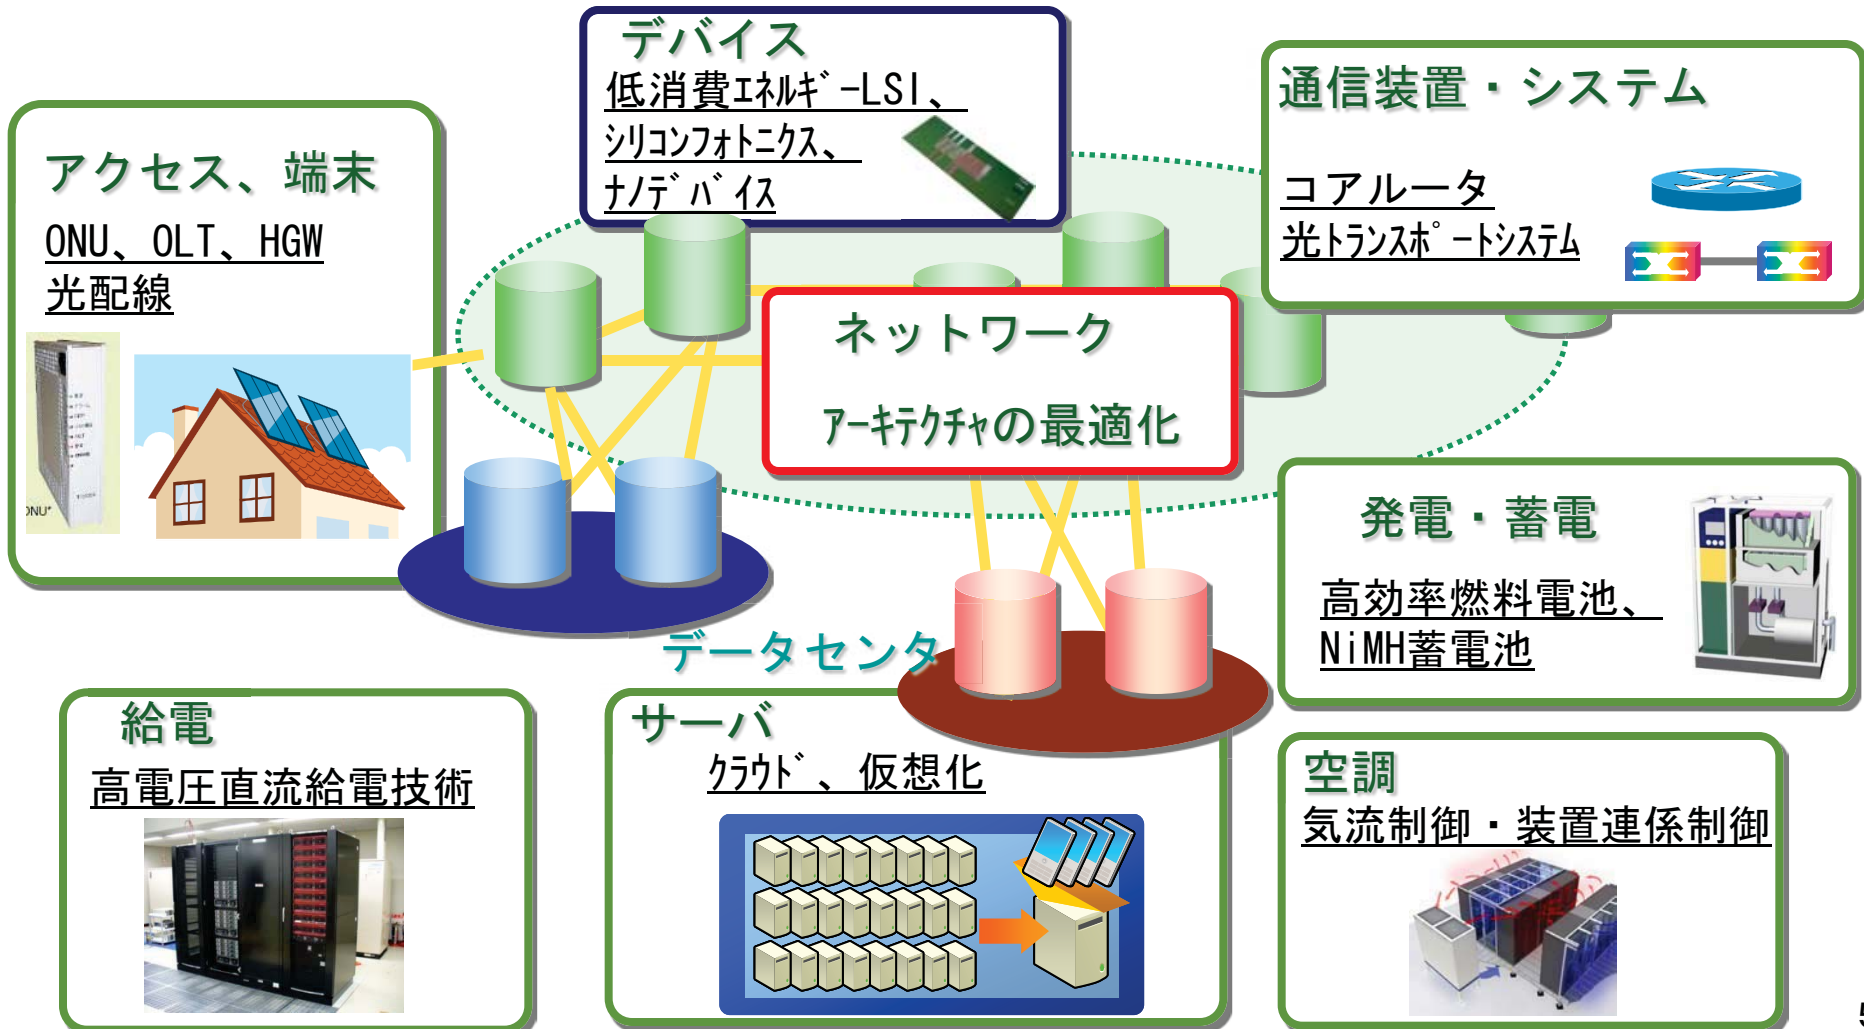 デバイス
低消費ｴﾈﾙｷﾞｰLSI、
ｼﾘｺﾝﾌｫﾄﾆｸｽ、
ﾅﾉﾃﾞﾊﾞｲｽ
通信装置・システム
コアルータ
光ﾄﾗﾝｽﾎﾟｰﾄｼｽﾃﾑ
アクセス、端末
ONU、OLT、HGW
光配線
ONU*
ネットワーク
ｱｰｷﾃｸﾁｬの最適化
発電・蓄電
高効率燃料電池、
NiMH蓄電池
データセンタ
給電
高電圧直流給電技術
サーバ
ｸﾗｳﾄﾞ、仮想化
空調
気流制御・装置連係制御
5